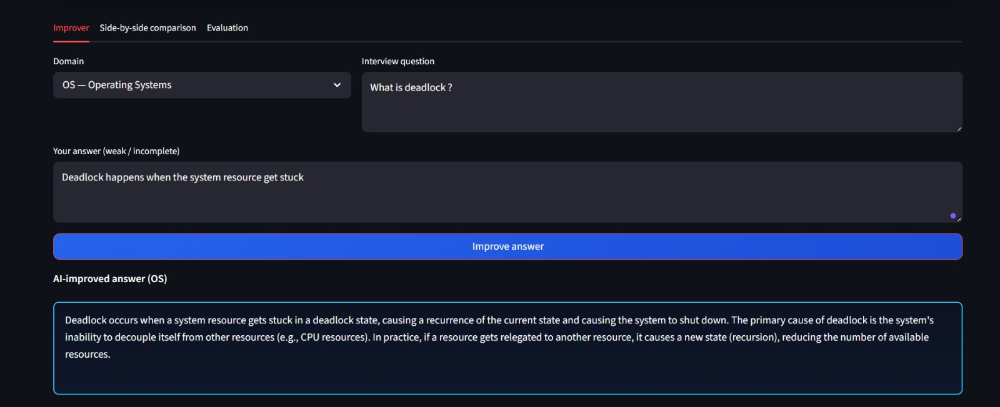 Improver Side-by-side comparison Evaluation
Domain
OS — Operating Systems
Interview question
What is deadlock ?
Your answer (weak / incomplete)
Deadlock happens when the system resource get stuck
Improve answer
AI-improved answer (OS)
Deadlock occurs when a system resource gets stuck in a deadlock state, causing a recurrence of the current state and causing the system to shut down. The primary cause of deadlock is the system's
inability to decouple itself from other resources (e.g., CPU resources). In practice, if a resource gets relegated to another resource, it causes a new state (recursion), reducing the number of available
resources.